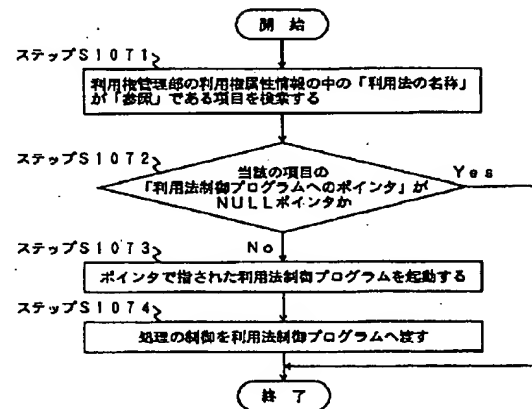 開 始
ステップS1071
利用権管理部の利用権属性情報の中の「利用法の名称」
が「参照」である項目を検索する
ステップS1072
当該の項目の
「利用法制御プログラムへのポインタ」が
NULLポインタか
Yes
No
ステップS1073
ポインタで指された利用法制御プログラムを起動する
ステップS1074
処理の制御を利用法制御プログラムへ渡す
終 了